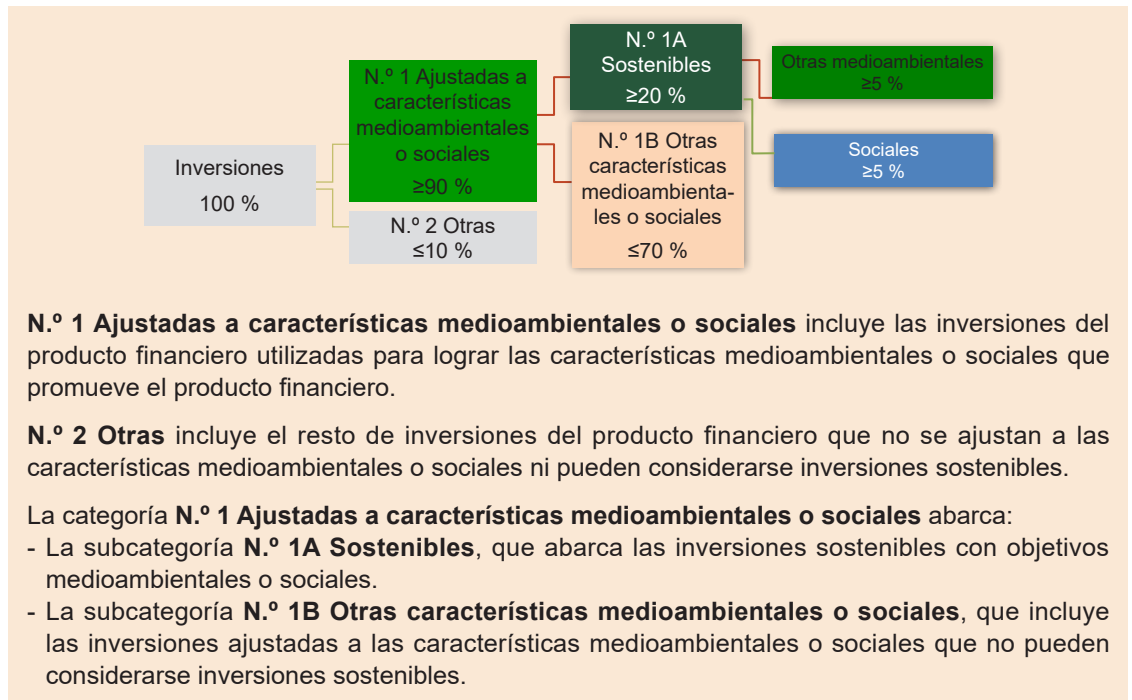 Inversiones
100 %
N.º 1 Ajustadas a
características
medioambientales
o sociales
≥90 %
N.º 2 Otras
≤10 %
N.º 1A
Sostenibles
≥20 %
N.º 1B Otras
características
medioambienta-
les o sociales
≤70 %
Otras medioambientales
≥5 %
Sociales
≥5 %
N.º 1 Ajustadas a características medioambientales o sociales incluye las inversiones del
producto financiero utilizadas para lograr las características medioambientales o sociales que
promueve el producto financiero.
N.º 2 Otras incluye el resto de inversiones del producto financiero que no se ajustan a las
características medioambientales o sociales ni pueden considerarse inversiones sostenibles.
La categoría N.º 1 Ajustadas a características medioambientales o sociales abarca:
- La subcategoría N.º 1A Sostenibles, que abarca las inversiones sostenibles con objetivos
medioambientales o sociales.
- La subcategoría N.º 1B Otras características medioambientales o sociales, que incluye
las inversiones ajustadas a las características medioambientales o sociales que no pueden
considerarse inversiones sostenibles.